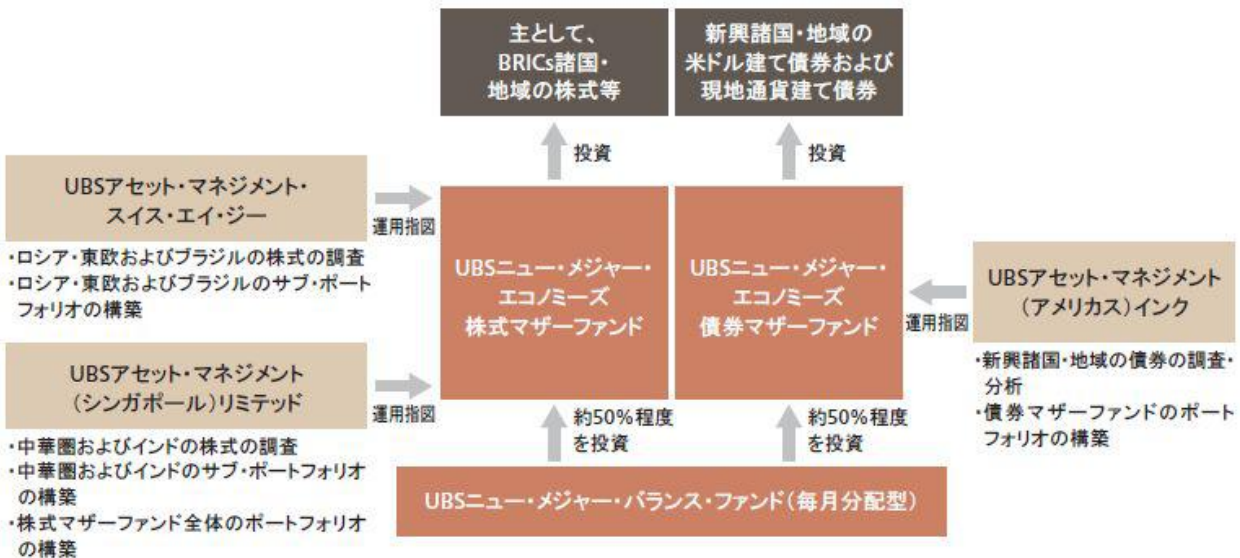 主として、
BRICs諸国・
地域の株式等
新興諸国・地域の
米ドル建て債券および
現地通貨建て債券
投資
投資
UBSアセット・マネジメント・
スイス・エイ・ジー
運用指図
・ロシア・東欧およびブラジルの株式の調査
・ロシア・東欧およびブラジルのサブ・ポート
フォリオの構築
UBSニュー・メジャー・
エコノミーズ
株式マザーファンド
UBSニュー・メジャー・
エコノミーズ
債券マザーファンド
運用指図
UBSアセット・マネジメント
（アメリカス）インク
・新興諸国・地域の債券の調査・
分析
・債券マザーファンドのポート
フォリオの構築
UBSアセット・マネジメント
（シンガポール）リミテッド
運用指図
・中華圏およびインドの株式の調査
・中華圏およびインドのサブ・ポートフォリオ
の構築
・株式マザーファンド全体のポートフォリオ
の構築
約50%程度
を投資
約50%程度
を投資
UBSニュー・メジャー・バランス・ファンド（毎月分配型）